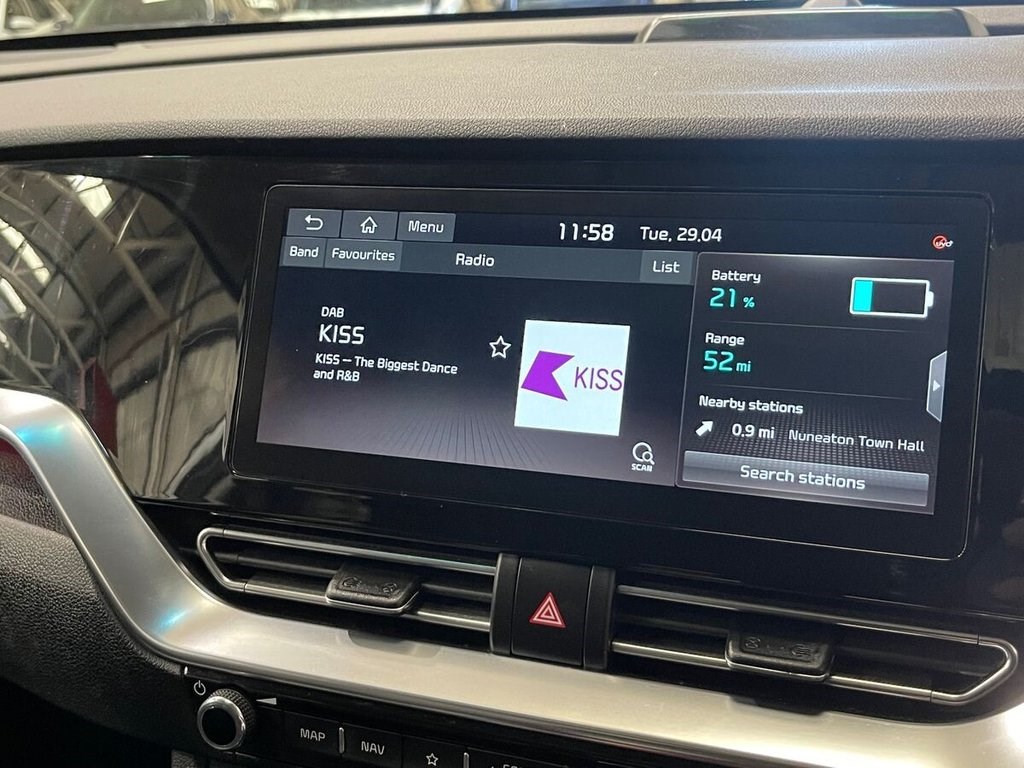 Menu
11:58
Tue, 29.04
Band
Favourites
Radio
List
DAB
KISS
KISS – The Biggest Dance
and R&B
KISS
SCAN
Battery
21 %
Range
52 mi
Nearby stations
0.9 mi Nuneaton Town Hall
Search stations
MAP
NAV